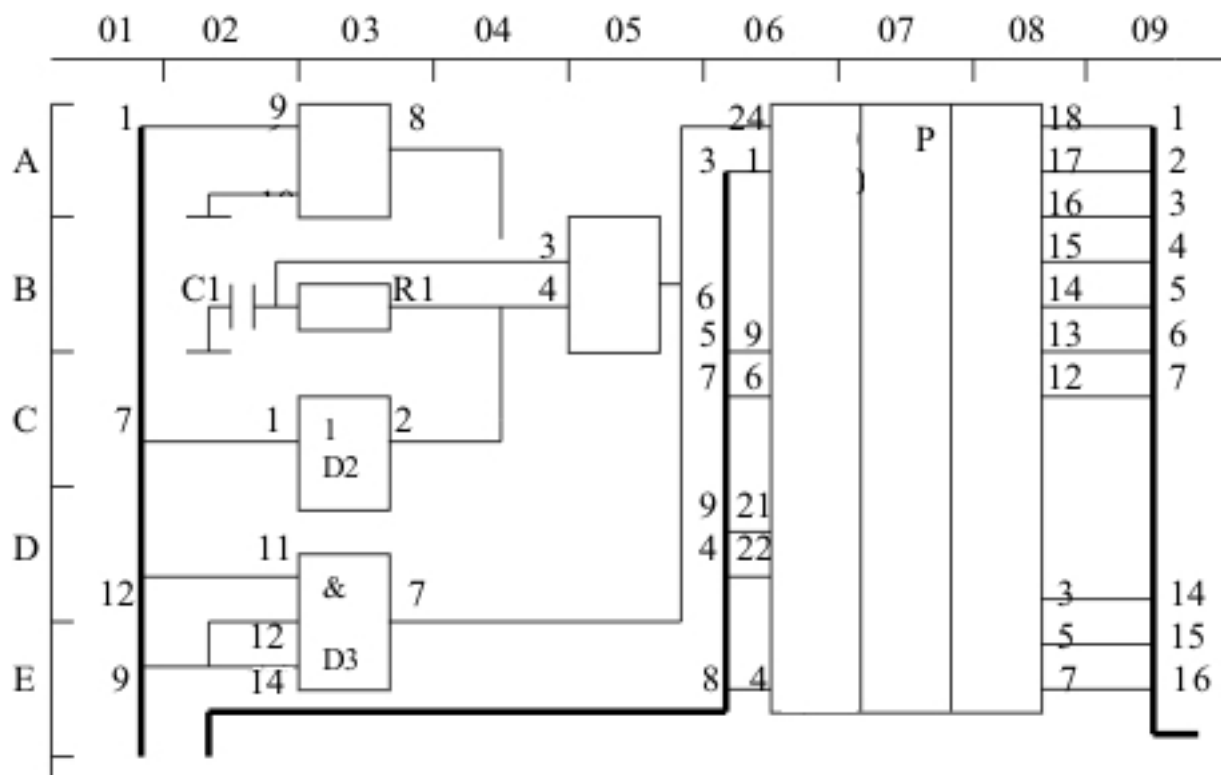 01 02 03 04 05 06 07 08 09
1 9 8 24 P 18 1
A 3 1 17 2
16 3
3 15 4
B C1 R1 4 6 14 5
5 9 13 6
7 6 12 7
C 7 1 1 2
D2
9 21
D 11 4 22
12 & 7 3 14
12 5 15
E 9 14 D3 8 4 7 16